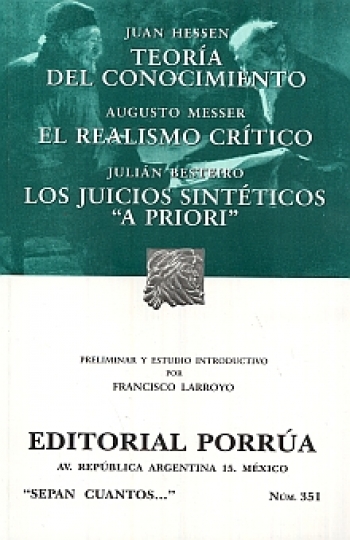 JUAN HESSEN
TEORÍA
DEL CONOCIMIENTO
AUGUSTO MESSER
EL REALISMO CRÍTICO
JULIÁN BESTEIRO
LOS JUICIOS SINTÉTICOS
“A PRIORI”
PRELIMINAR Y ESTUDIO INTRODUCTIVO
POR
FRANCISCO LARROYO
EDITORIAL PORRÚA
AV. REPÚBLICA ARGENTINA 15. MÉXICO
“SEPAN CUANTOS...” NÚM. 351